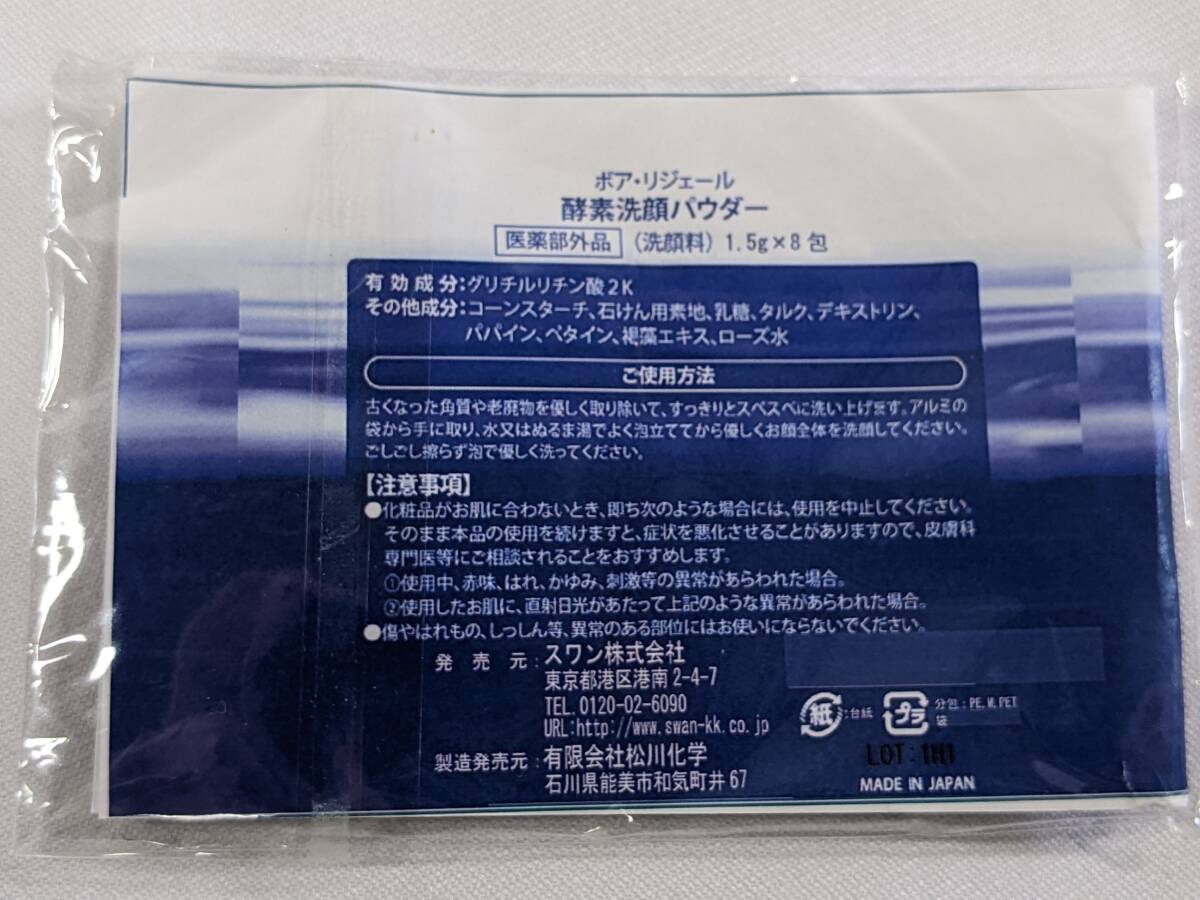 ボア・リジェール
酵素洗顔パウダー
医薬部外品 (洗顔料) 1.5g×8包
有効成分:グリチルリチン酸2K
その他成分:コーンスターチ、石けん用素地、乳糖、タルク、デキストリン、
パパイン、ベタイン、褐藻エキス、ローズ水
ご使用方法
古くなった角質や老廃物を優しく取り除いて、すっきりとスベスベに洗い上げます。アルミの
袋から手に取り、水又はぬるま湯でよく泡立ててから優しくお顔全体を洗顔してください。
ごしごし擦らず泡で優しく洗ってください。
【注意事項】
●化粧品がお肌に合わないとき、即ち次のような場合には、使用を中止してください。
そのまま本品の使用を続けますと、症状を悪化させることがありますので、皮膚科
専門医等にご相談されることをおすすめします。
①使用中、赤味、はれ、かゆみ、刺激等の異常があらわれた場合。
②使用したお肌に、直射日光があたって上記のような異常があらわれた場合。
●傷やはれもの、しっしん等、異常のある部位にはお使いにならないでください。
発売元:スワン株式会社
東京都港区港南2-4-7
TEL.0120-02-6090
URL:http://www.swan-kk.co.jp
製造発売元:有限会社松川化学
石川県能美市和気町井67
紙:台紙 プラ 分包:PE,M,PET
袋
LOT:1H1
MADE IN JAPAN